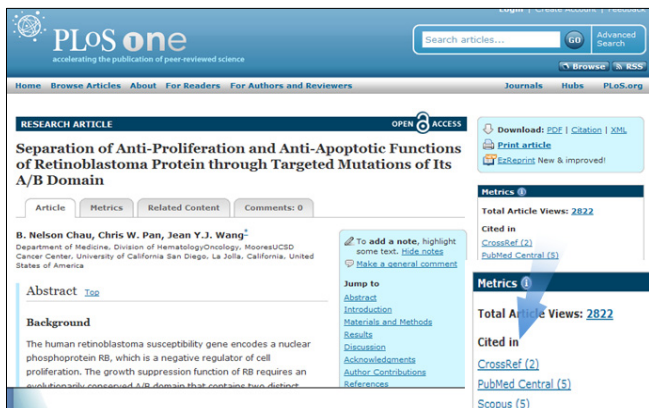 Login | Create Account | Feedback
PLoS one
accelerating the publication of peer-reviewed science
Search articles...
GO
Advanced
Search
Browse
RSS
Home Browse Articles About For Readers For Authors and Reviewers
Journals Hubs PLoS.org
RESEARCH ARTICLE
OPEN ACCESS
Separation of Anti-Proliferation and Anti-Apoptotic Functions
of Retinoblastoma Protein through Targeted Mutations of Its
A/B Domain
Article Metrics Related Content Comments: 0
B. Nelson Chau, Chris W. Pan, Jean Y.J. Wang*
Department of Medicine, Division of HematologyOncology, MooresUCSD
Cancer Center, University of California San Diego, La Jolla, California, United
States of America
Abstract Top
Background
The human retinoblastoma susceptibility gene encodes a nuclear
phosphoprotein RB, which is a negative regulator of cell
proliferation. The growth suppression function of RB requires an
evolutionarily conserved A/B domain that contains two distinct
To add a note, highlight
some text. Hide notes
Make a general comment
Jump to
Abstract
Introduction
Materials and Methods
Results
Discussion
Acknowledgments
Author Contributions
References
Download: PDF | Citation | XML
Print article
EzReprint New & improved!
Metrics i
Total Article Views: 2822
Cited in
CrossRef (2)
PubMed Central (5)
Metrics i
Total Article Views: 2822
Cited in
CrossRef (2)
PubMed Central (5)
Scopus (5)